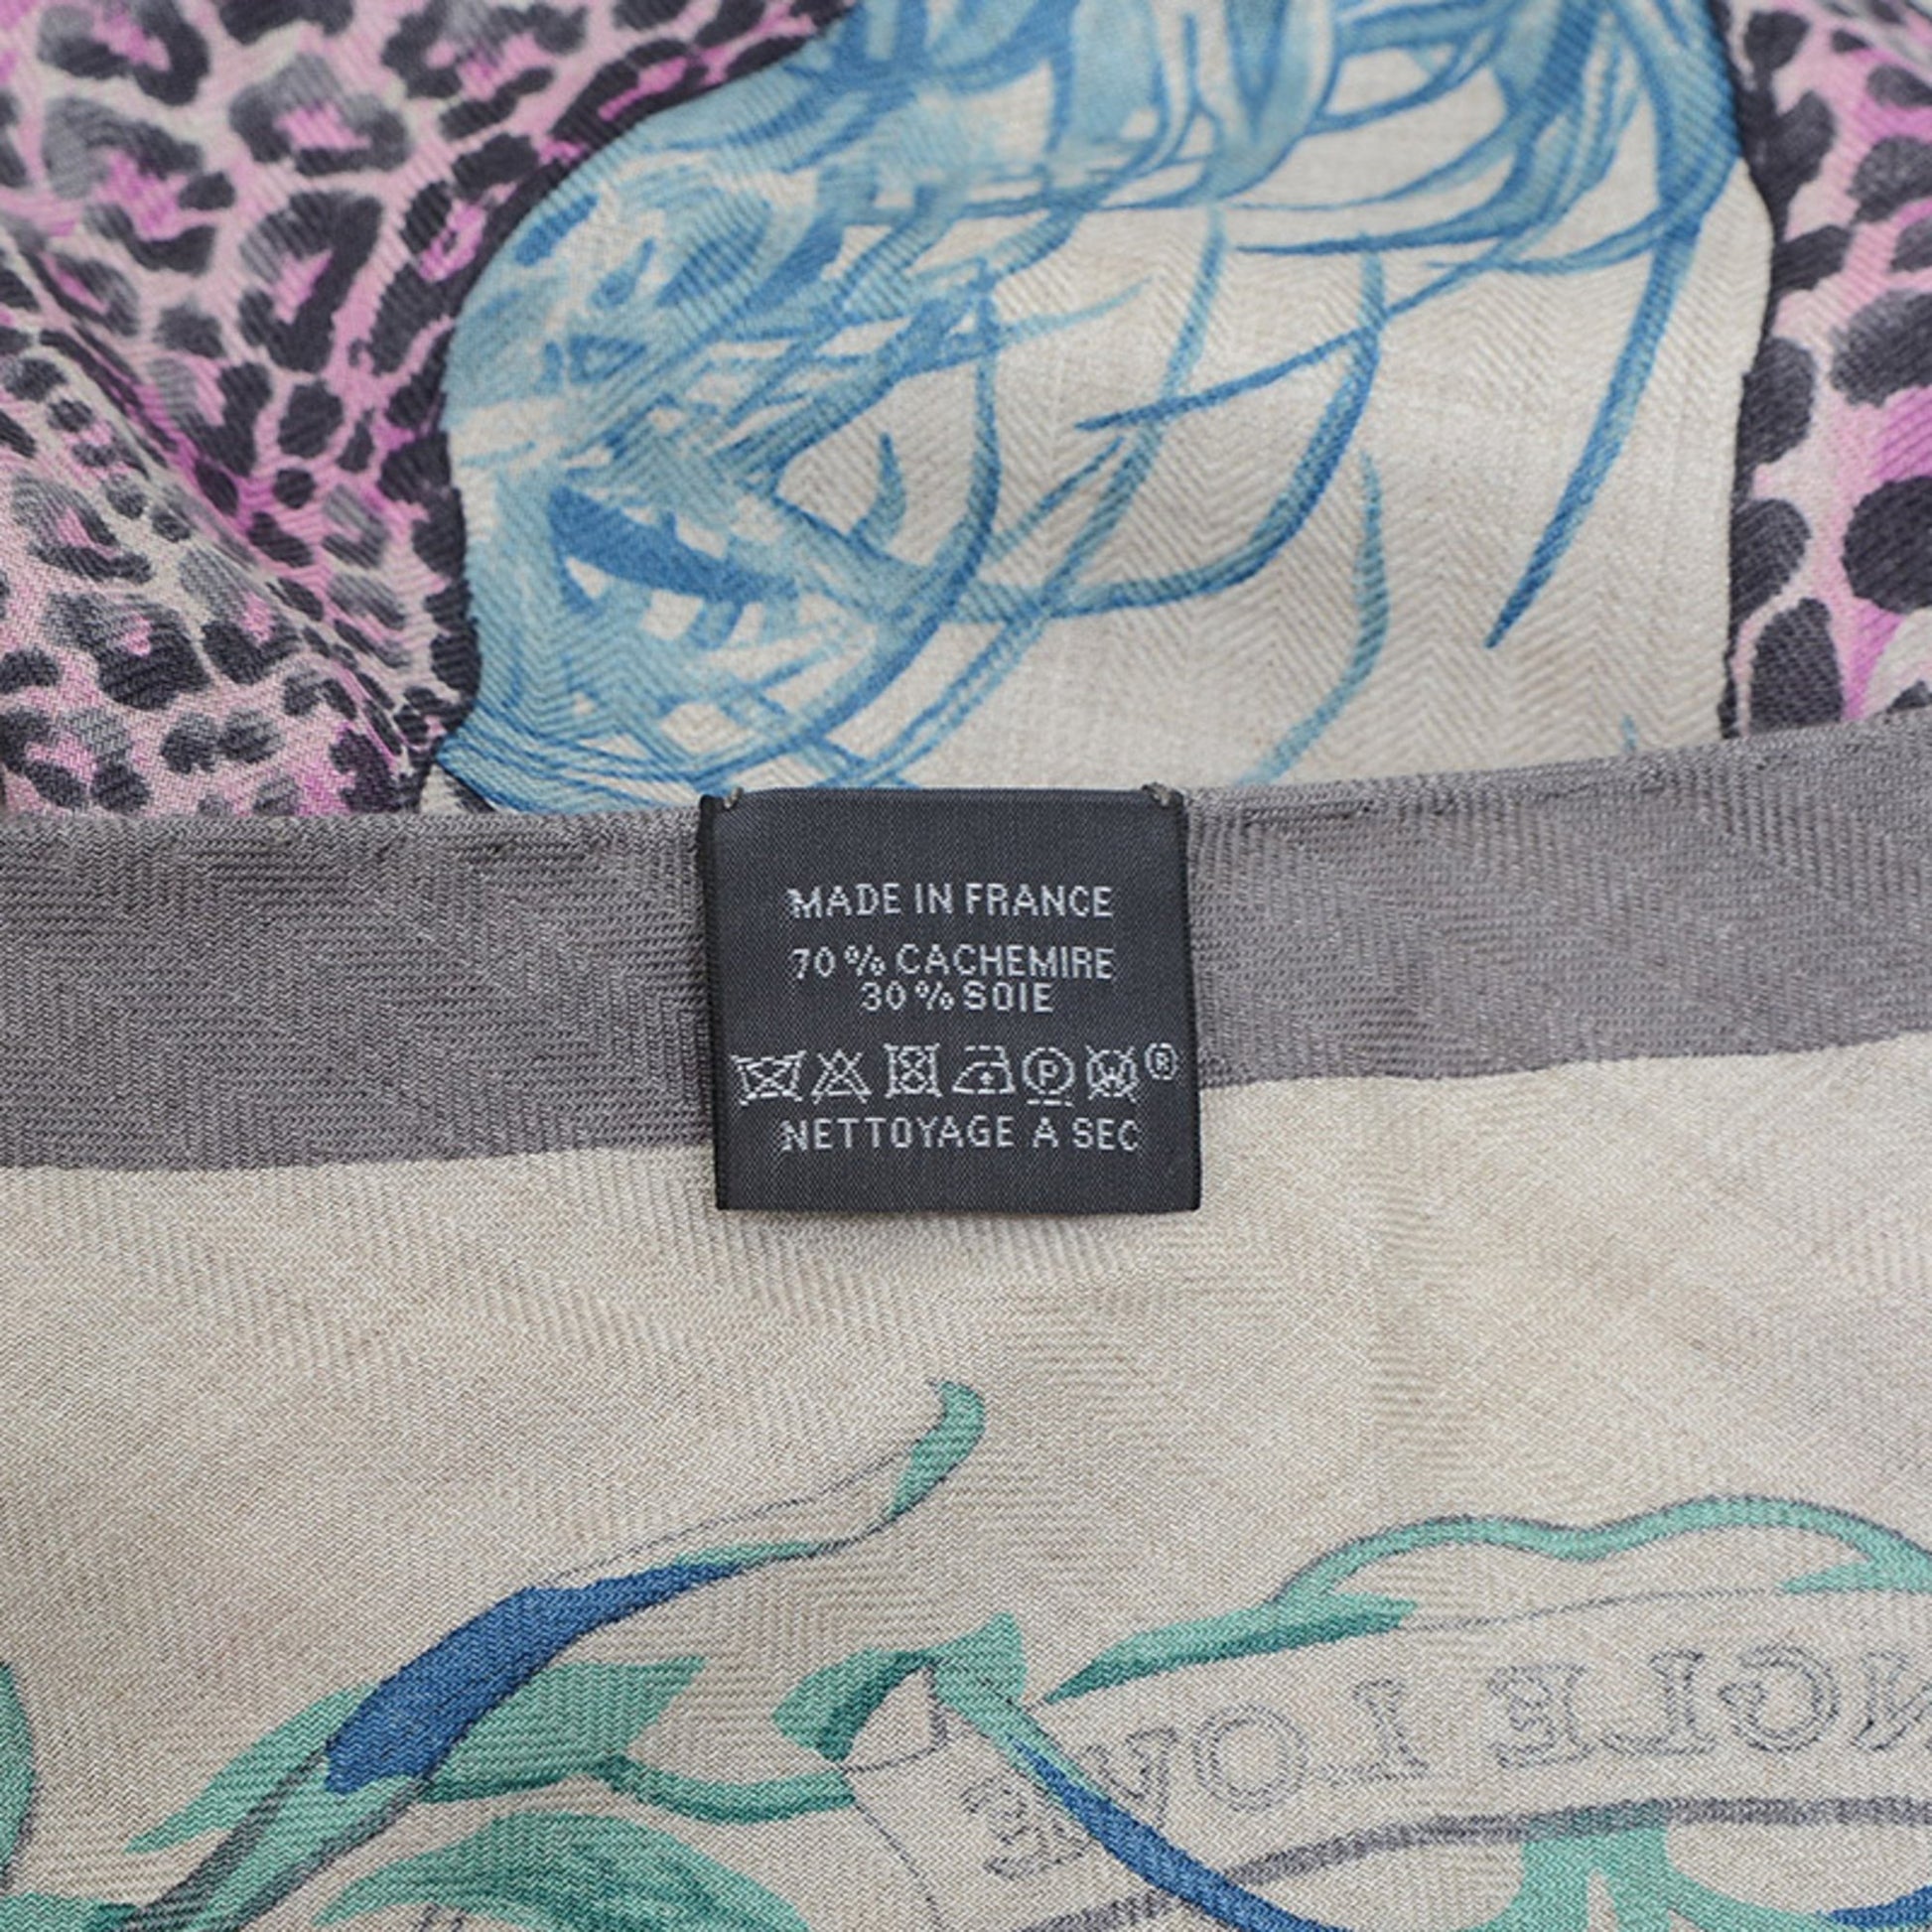 MADE IN FRANCE
70 % CACHEMIRE
30 % SOIE
P W ®
NETTOYAGE A SEC